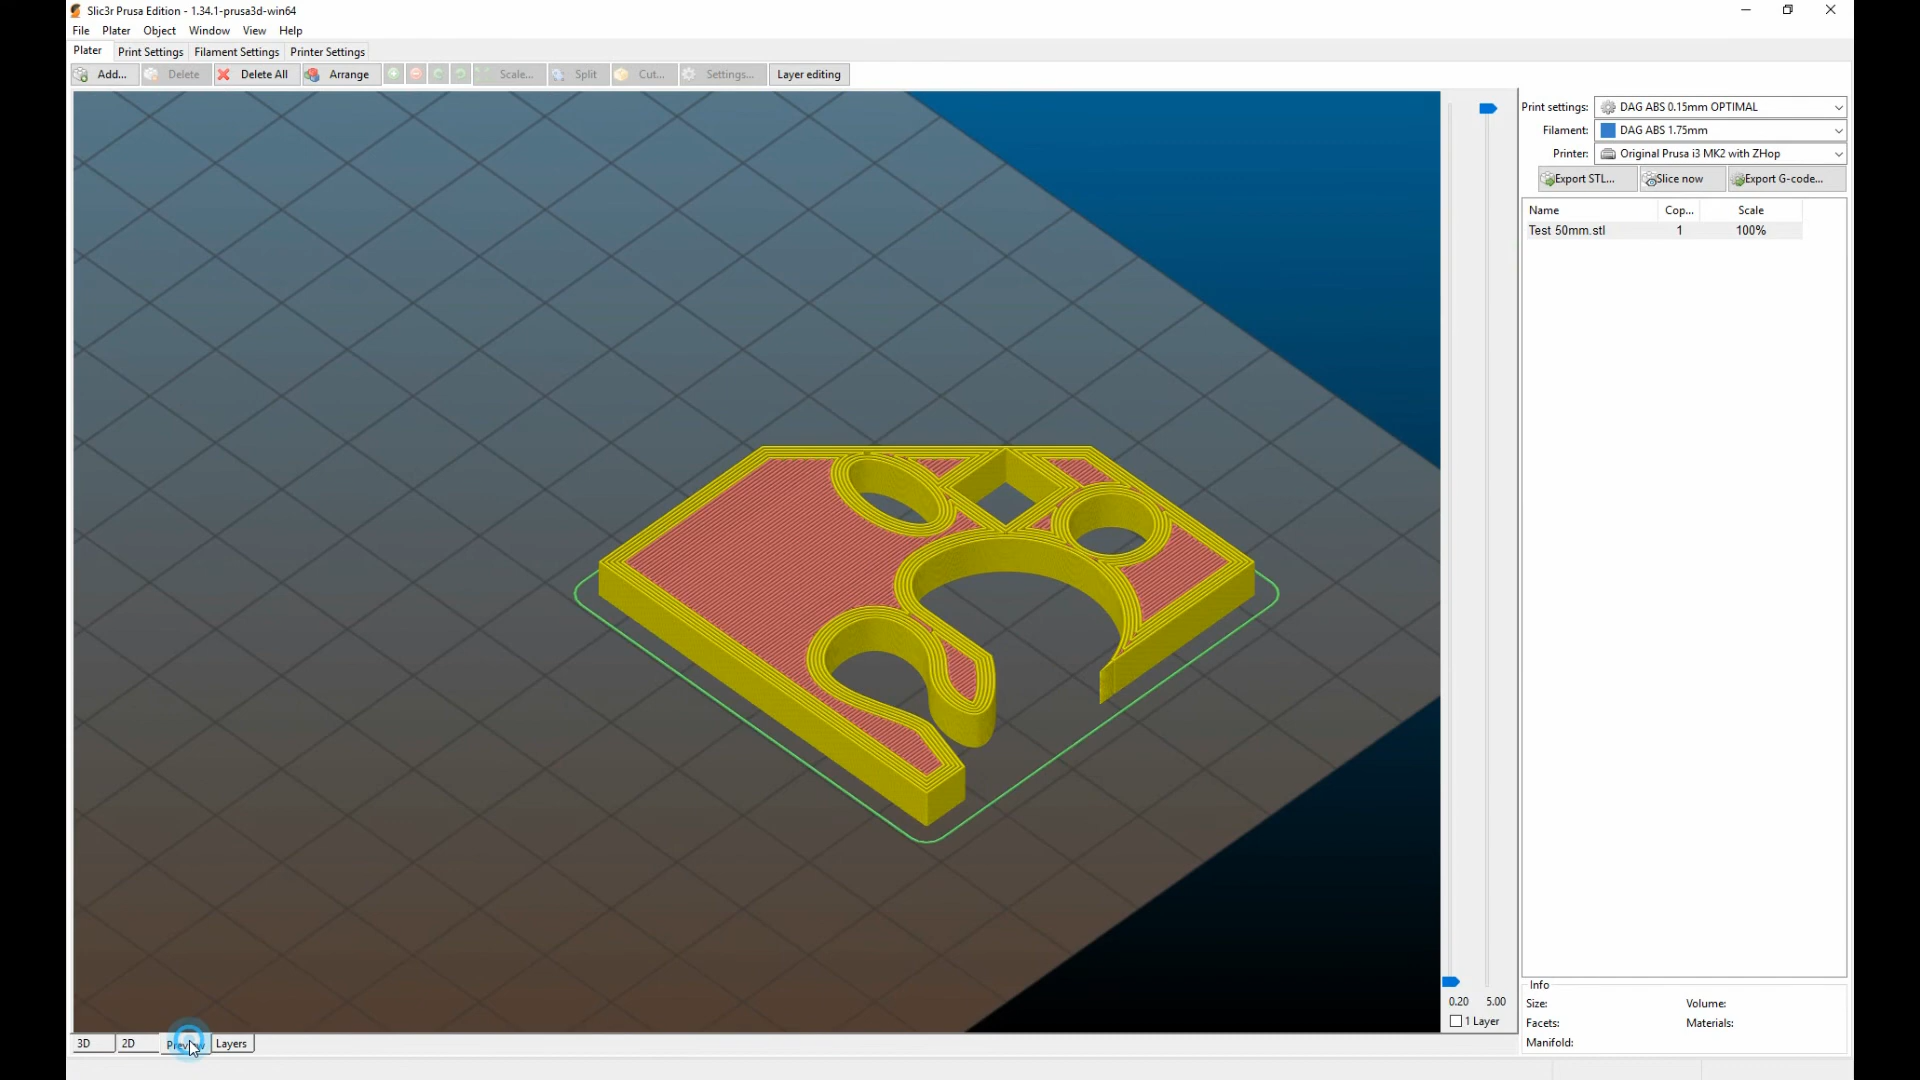 Slic3r Prusa Edition - 1.34.1-prusa3d-win64
File Plater Object Window View Help
Plater Print Settings Filament Settings Printer Settings
Add... Delete Delete All Arrange Scale... Split Cut... Settings... Layer editing
Print settings: DAG ABS 0.15mm OPTIMAL
Filament: DAG ABS 1.75mm
Printer: Original Prusa i3 MK2 with ZHop
Export STL... Slice now Export G-code...
Name Cop... Scale
Test 50mm.stl 1 100%
Info
Size: Volume:
Facets: Materials:
Manifold:
0.20 5.00
1 Layer
3D 2D Preview Layers